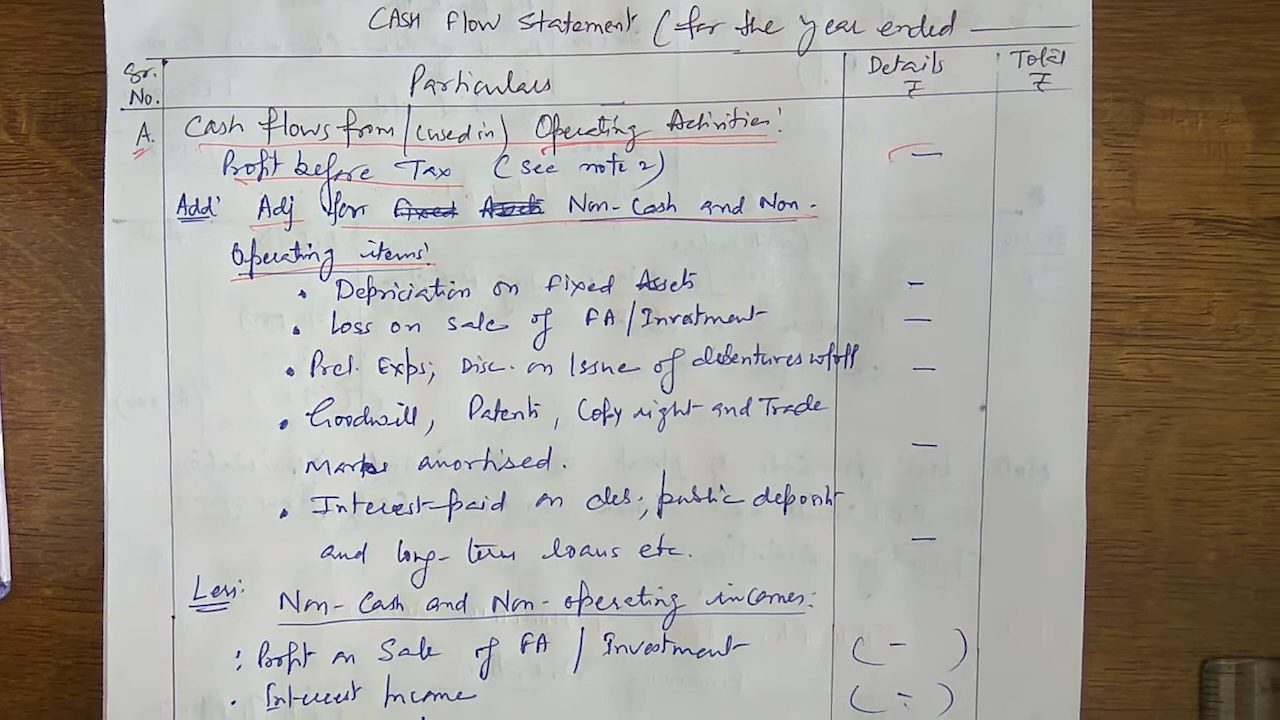 CASH Flow Statement (for the year ended
Sr. No. Particulars Details ₹ Total ₹
A. Cash flows from/(used in) Operating Activities:
Profit before Tax (see note 2) —
Add: Adj for Non-Cash and Non-
Operating items:
• Depriciation on Fixed Assets —
• Loss on sale of FA/Investment —
• Prel. Exps; Disc. on Issue of debentures w/off —
• Goodwill, Patents, Copy right and Trade
Marks amortised. —
• Interest paid on deb; public deposit
and long-term loans etc. —
Less: Non-Cash and Non-operating incomes:
: Profit on Sale of FA / Investment ( - )
• Interest Income ( - )